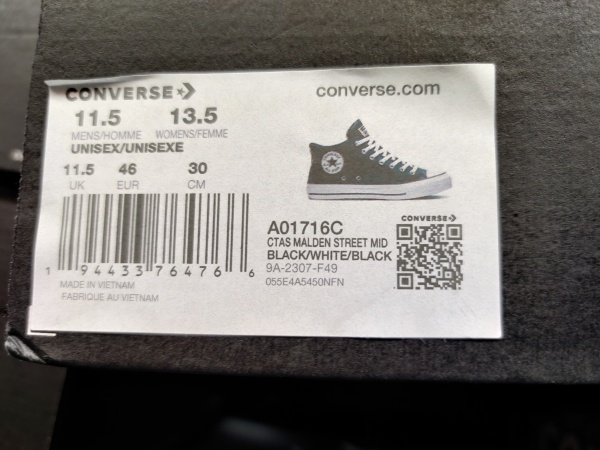 CONVERSE
converse.com
11.5 13.5
MENS/HOMME WOMENS/FEMME
UNISEX/UNISEXE
11.5 46 30
UK EUR CM
1 94433 76476 6
MADE IN VIETNAM
FABRIQUE AU VIETNAM
A01716C
CTAS MALDEN STREET MID
BLACK/WHITE/BLACK
9A-2307-F49
055E4A5450NFN
CONVERSE